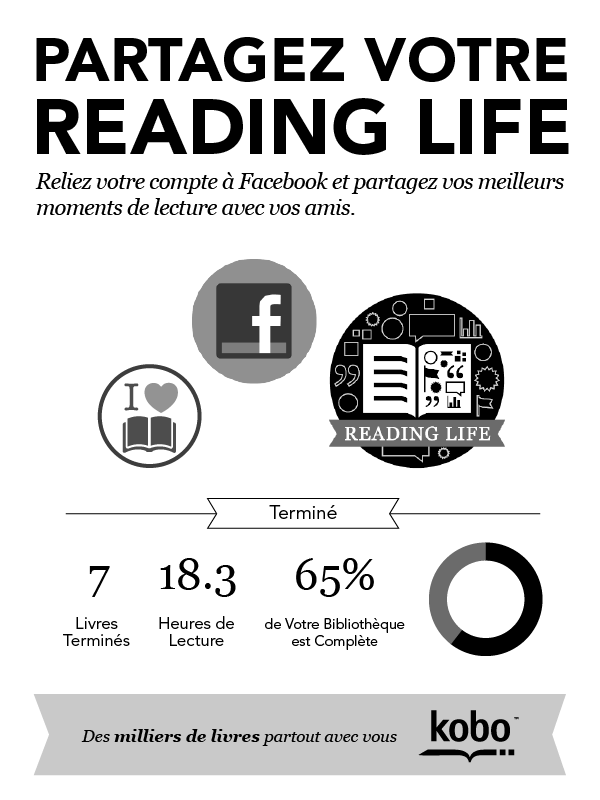 PARTAGEZ VOTRE
READING LIFE
Reliez votre compte à Facebook et partagez vos meilleurs
moments de lecture avec vos amis.
f
I
READING LIFE
Terminé
7
Livres
Terminés
18.3
Heures de
Lecture
65%
de Votre Bibliothèque
est Complète
Des milliers de livres partout avec vous
kobo™